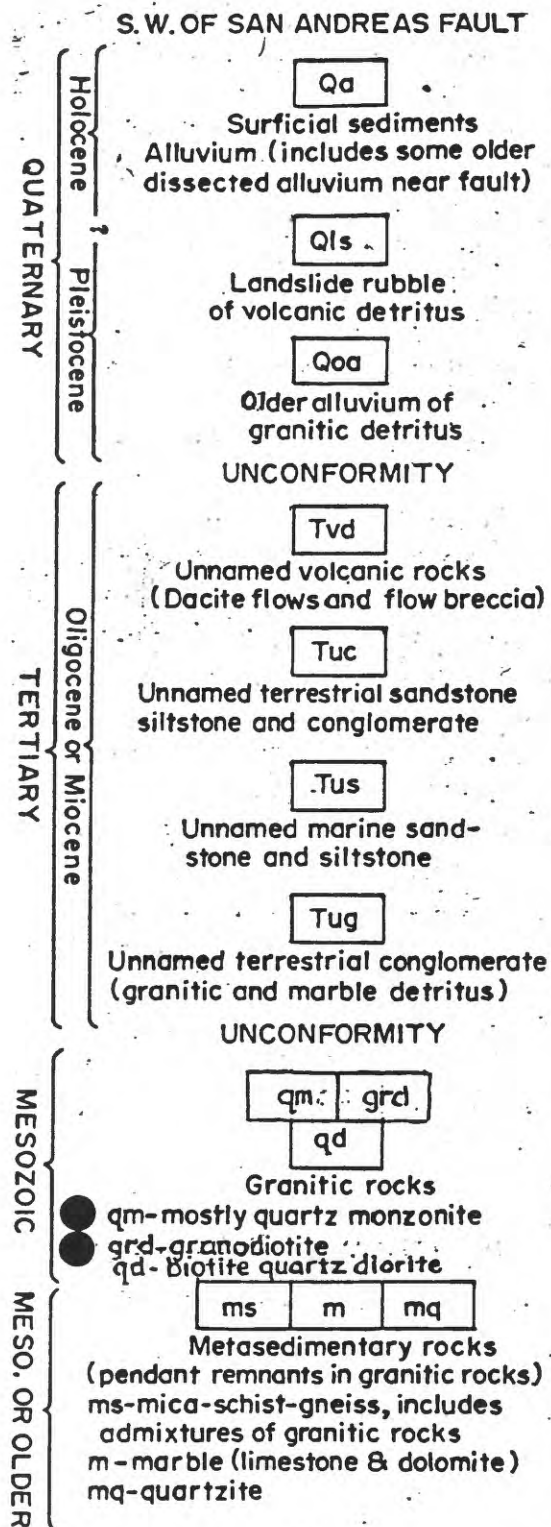 S.W. OF SAN ANDREAS FAULT
QUATERNARY
Holocene
?
Pleistocene
Qa
Surficial sediments
Alluvium (includes some older
dissected alluvium near fault)
Qls
Landslide rubble
of volcanic detritus
Qoa
Older alluvium of
granitic detritus
UNCONFORMITY
TERTIARY
Oligocene or Miocene
Tvd
Unnamed volcanic rocks
(Dacite flows and flow breccia)
Tuc
Unnamed terrestrial sandstone
siltstone and conglomerate
Tus
Unnamed marine sand-
stone and siltstone
Tug
Unnamed terrestrial conglomerate
(granitic and marble detritus)
UNCONFORMITY
MESOZOIC
qm grd
qd
Granitic rocks
qm-mostly quartz monzonite
grd-granodiotite
qd-biotite quartz diorite
MESO. OR OLDER
ms m mq
Metasedimentary rocks
(pendant remnants in granitic rocks)
ms-mica-schist-gneiss, includes
admixtures of granitic rocks
m-marble (limestone & dolomite)
mq-quartzite